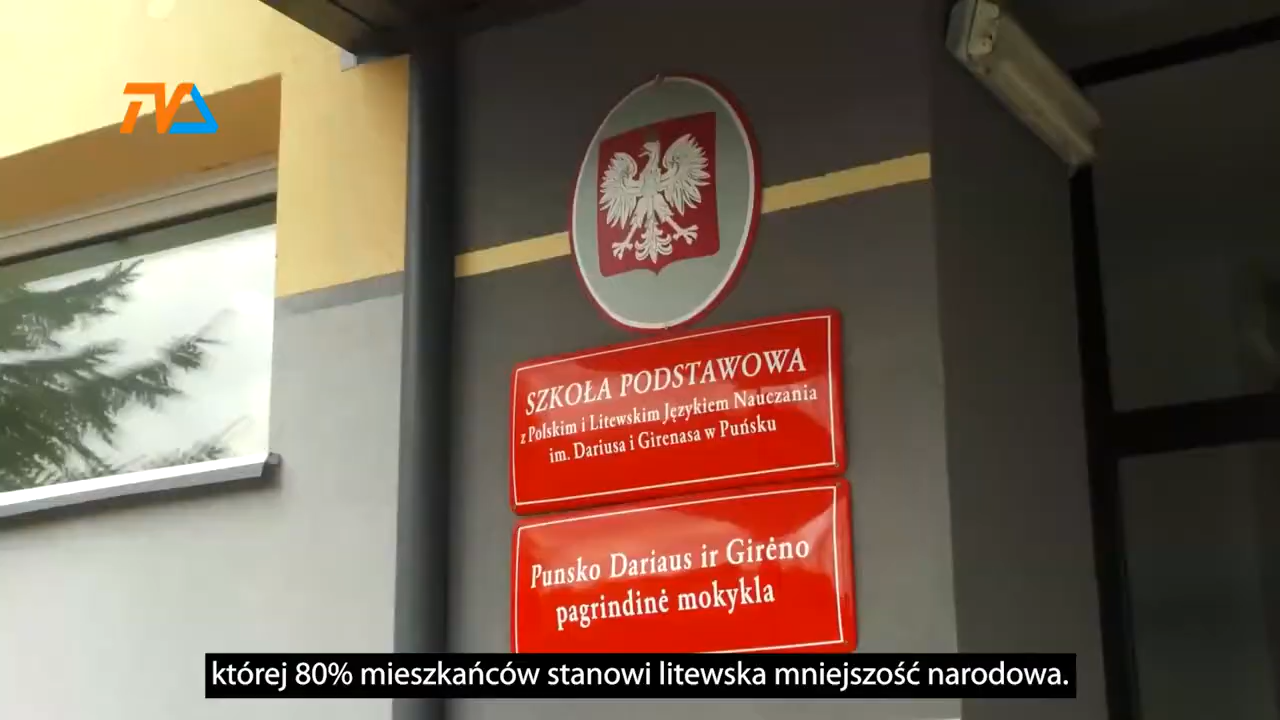 TVA
SZKOŁA PODSTAWOWA
z Polskim i Litewskim Językiem Nauczania
im. Dariusa i Girenasa w Puńsku
Punsko Dariaus ir Girėno
pagrindinė mokykla
której 80% mieszkańców stanowi litewska mniejszość narodowa.